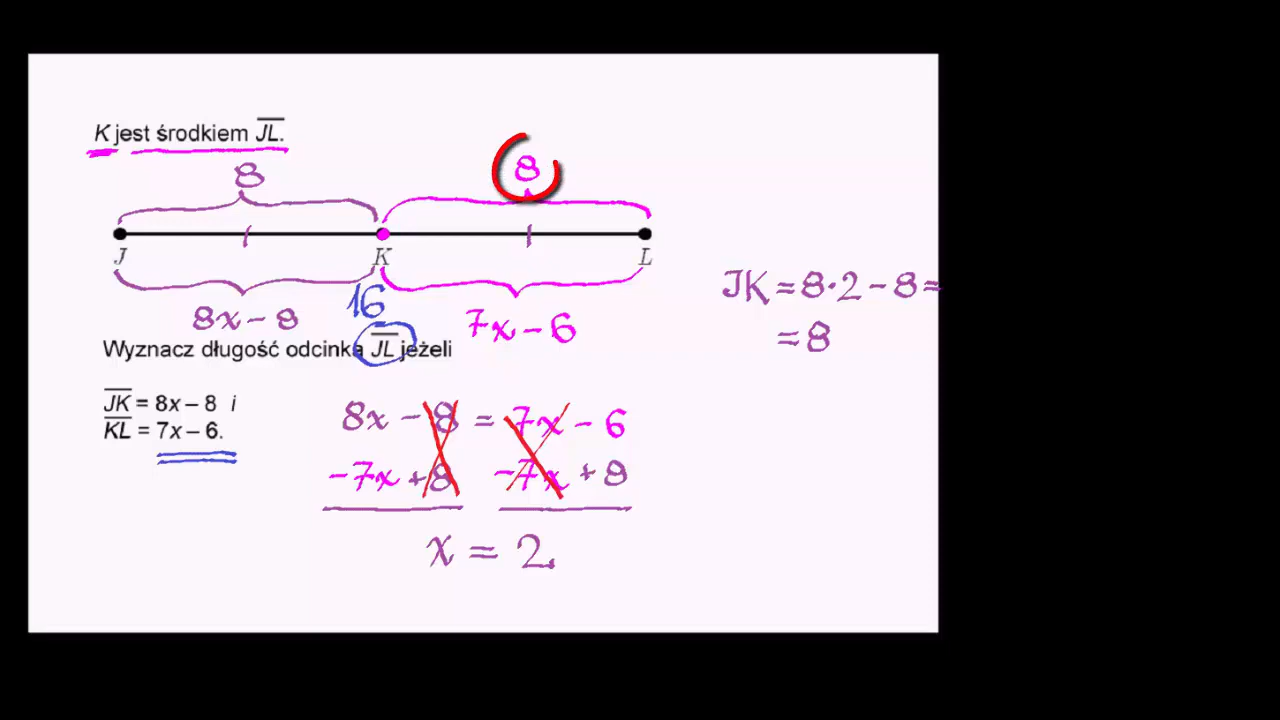 K jest środkiem JL.
8
8
J
K
L
8x - 8
16
7x - 6
JK = 8·2 - 8 =
= 8
Wyznacz długość odcinka JL jeżeli
JK = 8x – 8 i
KL = 7x – 6.
8x - 8 = 7x - 6
-7x + 8 -7x + 8
x = 2.